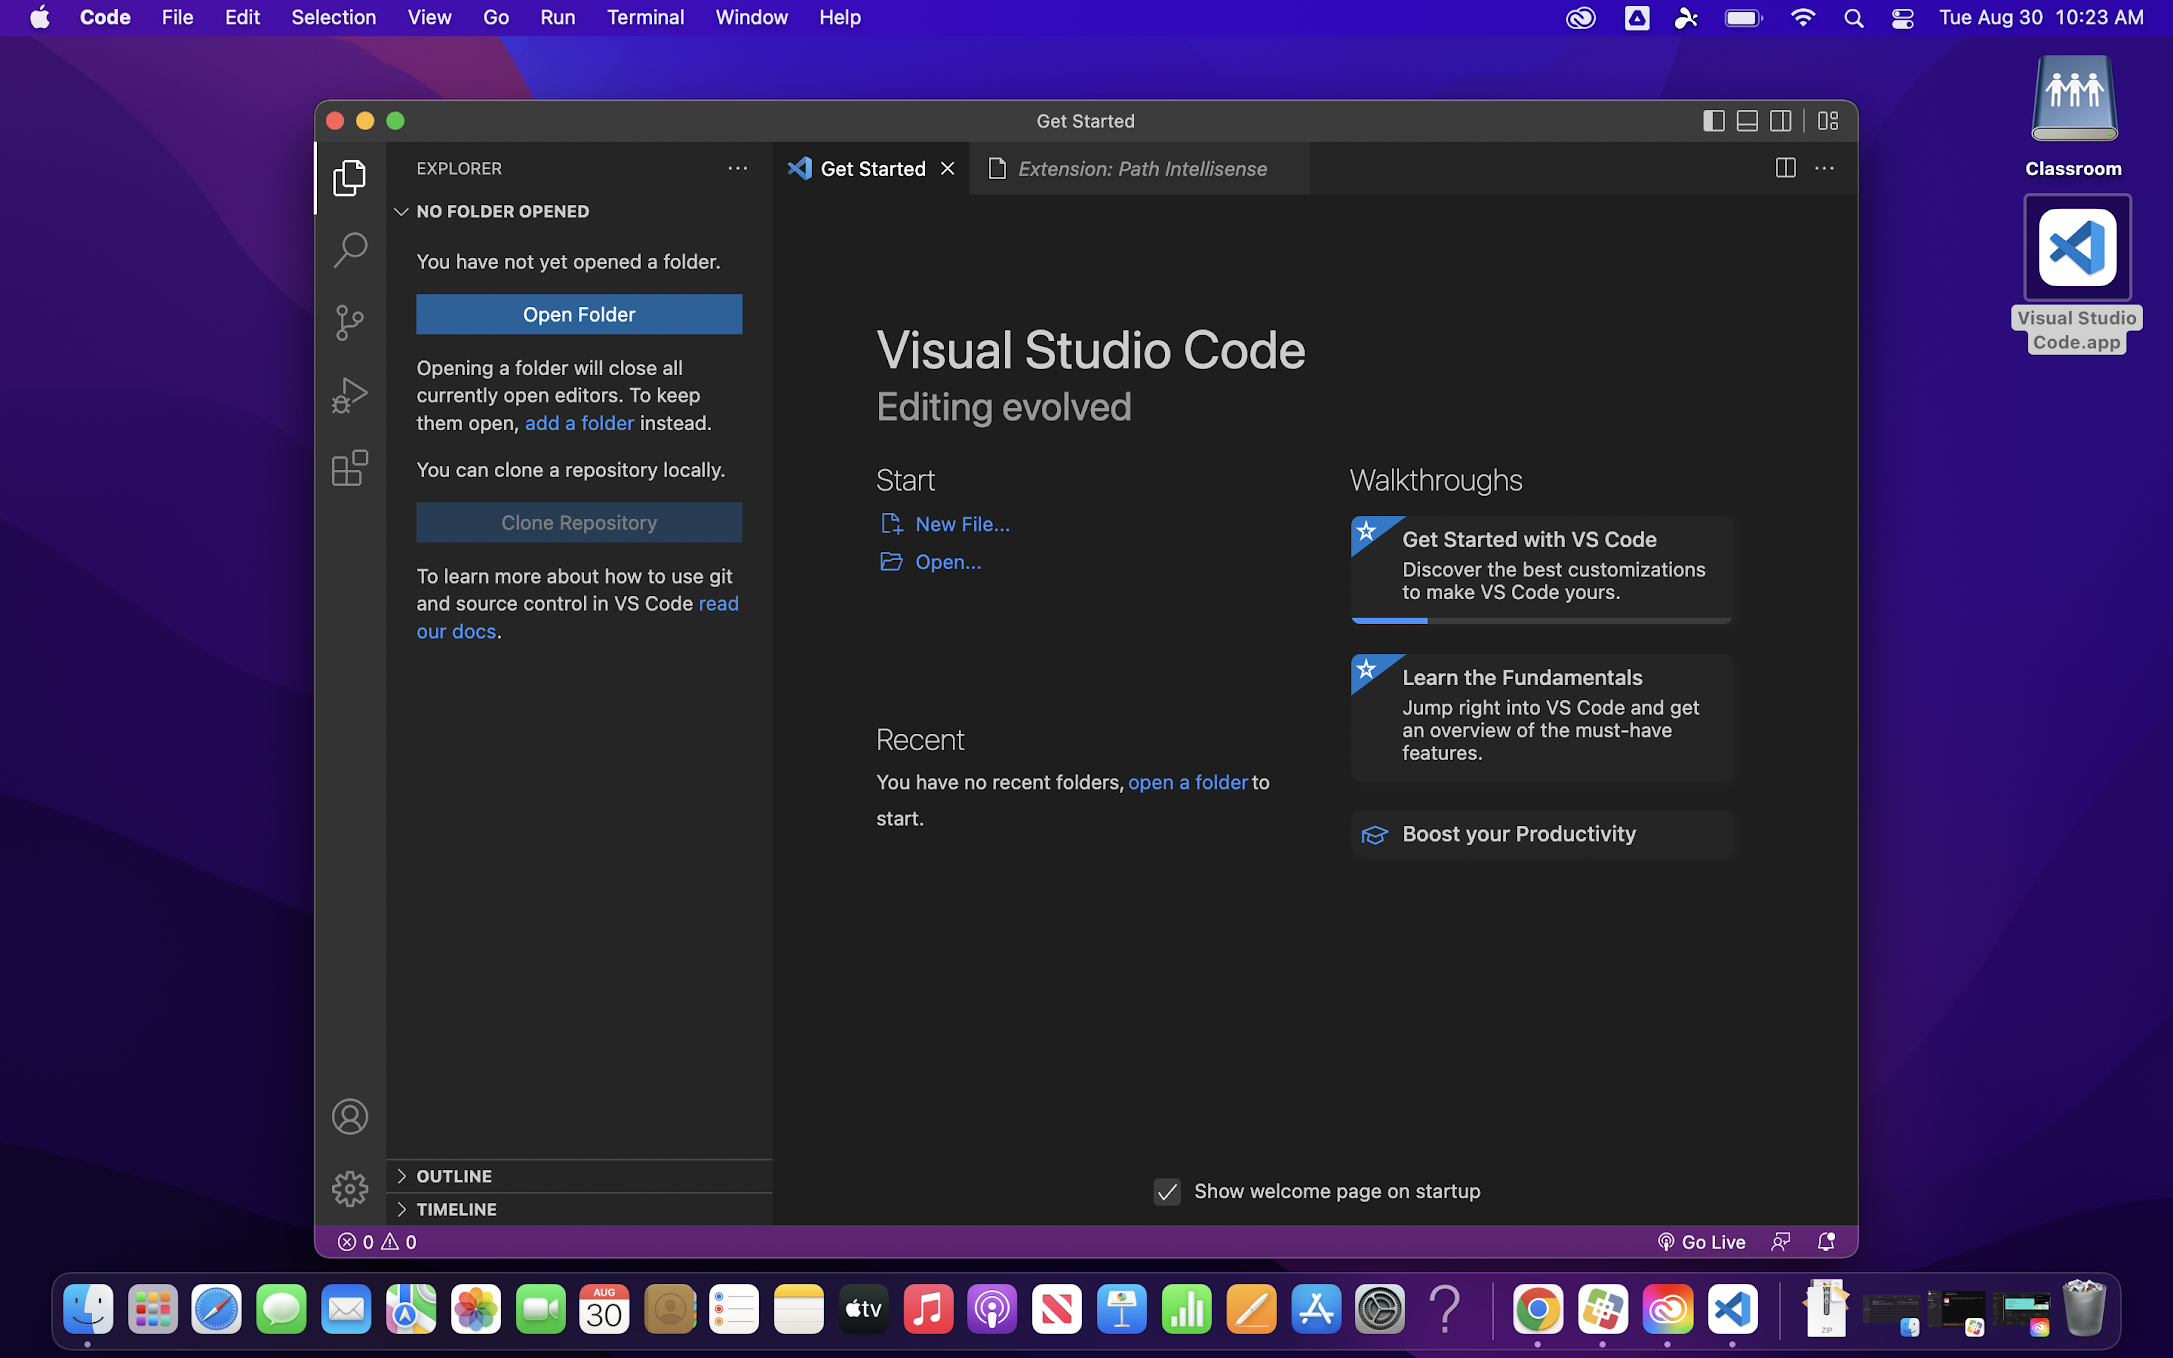 Code File Edit Selection View Go Run Terminal Window Help Tue Aug 30 10:23 AM
Classroom
Visual Studio
Code.app
Get Started
EXPLORER
NO FOLDER OPENED
You have not yet opened a folder.
Open Folder
Opening a folder will close all
currently open editors. To keep
them open, add a folder instead.
You can clone a repository locally.
Clone Repository
To learn more about how to use git
and source control in VS Code read
our docs.
OUTLINE
TIMELINE
Get Started Extension: Path Intellisense
Visual Studio Code
Editing evolved
Start
New File...
Open...
Recent
You have no recent folders, open a folder to
start.
Walkthroughs
Get Started with VS Code
Discover the best customizations
to make VS Code yours.
Learn the Fundamentals
Jump right into VS Code and get
an overview of the must-have
features.
Boost your Productivity
Show welcome page on startup
0 0 Go Live
AUG
30
tv
ZIP